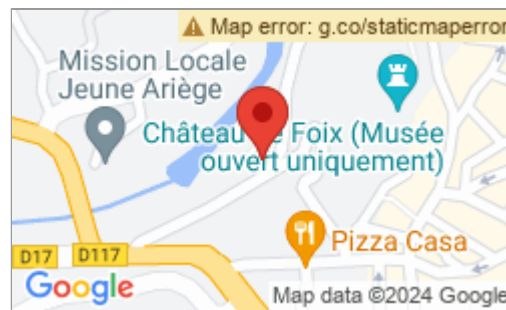 Map error: g.co/staticmaperror
Mission Locale
Jeune Ariège
Château de Foix (Musée
ouvert uniquement)
Pizza Casa
D17
D117
Google
Map data ©2024 Google